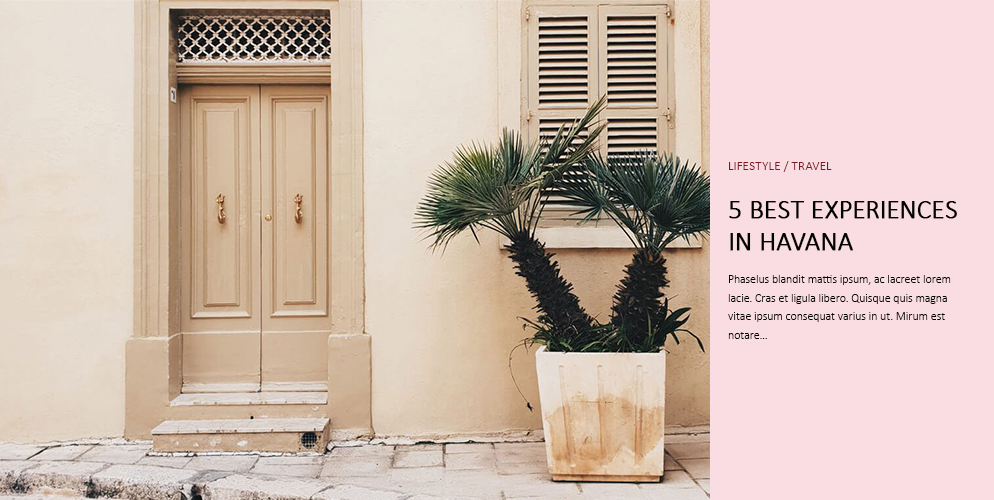 LIFESTYLE / TRAVEL
5 BEST EXPERIENCES
IN HAVANA
Phaselus blandit mattis ipsum, ac lacreet lorem
lacie. Cras et ligula libero. Quisque quis magna
vitae ipsum consequat varius in ut. Mirum est
notare...